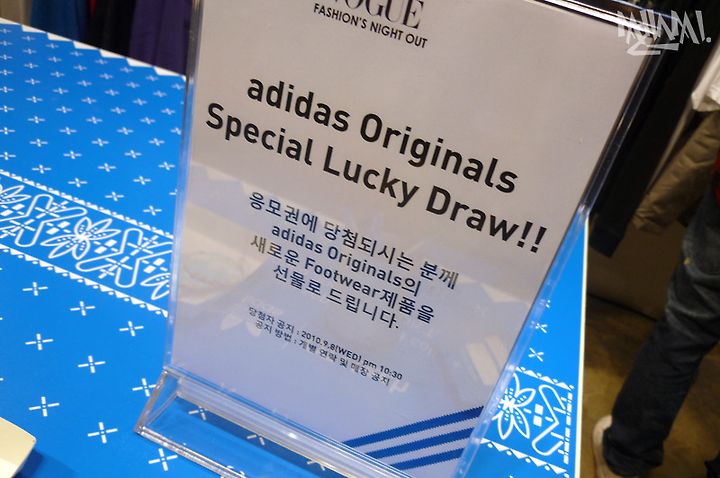 VOGUE
FASHION'S NIGHT OUT
adidas Originals
Special Lucky Draw!!
응모권에 당첨되시는 분께
adidas Originals의
새로운 Footwear제품을
선물로 드립니다.
당첨자 공지 : 2010.9.8(WED) pm 10:30
공지 방법 : 개별 연락 및 매장 공지